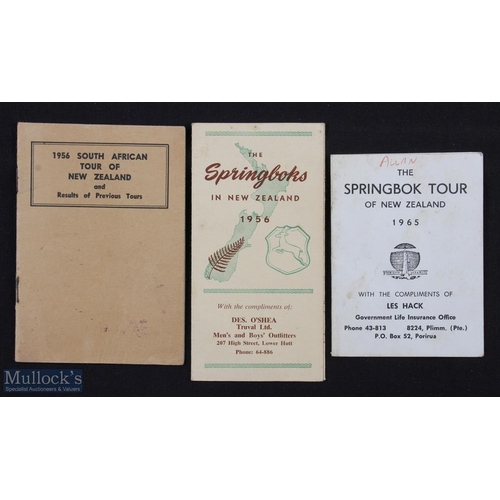 1956 SOUTH AFRICAN
TOUR OF
NEW ZEALAND
and
Results of Previous Tours
THE
Springboks
IN NEW ZEALAND
1956
With the compliments of:
DES. O'SHEA
Truval Ltd.
Men's and Boys' Outfitters
207 High Street, Lower Hutt
Phone: 64-886
ALAN
THE
SPRINGBOK TOUR
OF NEW ZEALAND
1965
WITH THE COMPLIMENTS OF
LES HACK
Government Life Insurance Office
Phone 43-813 8224, Plimm. (Pte.)
P.O. Box 52, Porirua
Mullock's
Specialist Auctioneers & Valuers